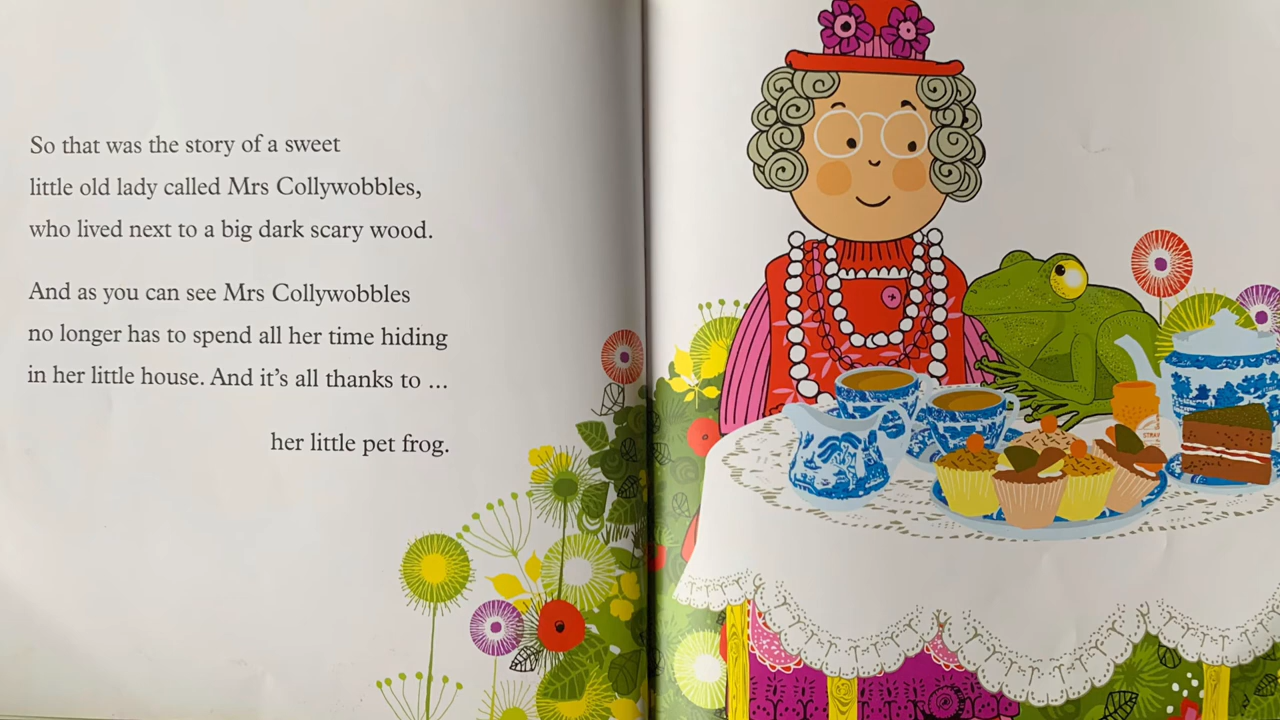 So that was the story of a sweet
little old lady called Mrs Collywobbles,
who lived next to a big dark scary wood.
And as you can see Mrs Collywobbles
no longer has to spend all her time hiding
in her little house. And it's all thanks to ...
her little pet frog.